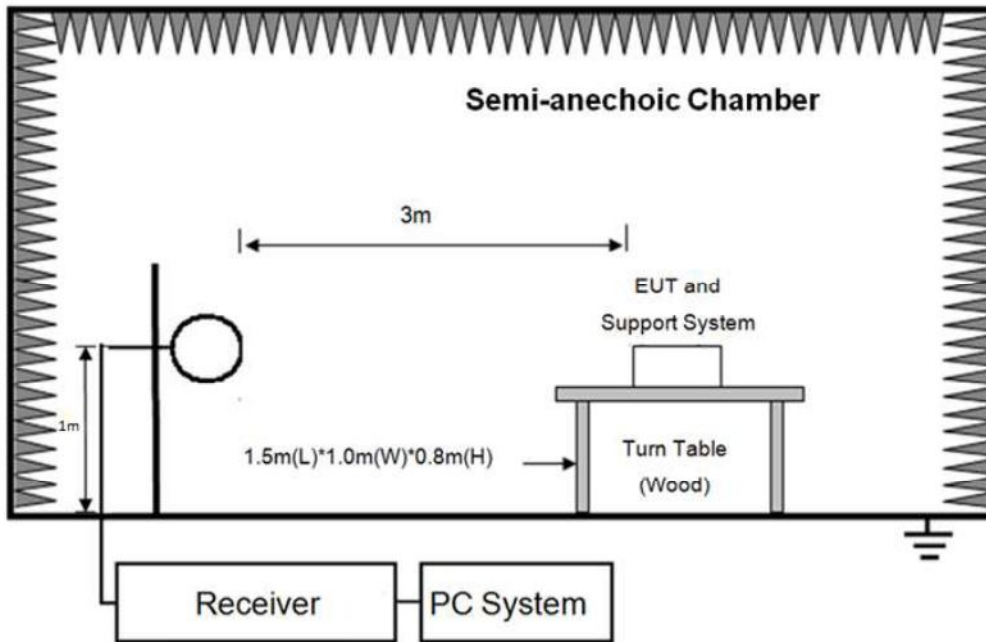 Semi-anechoic Chamber
3m
EUT and
Support System
1m
1.5m(L)*1.0m(W)*0.8m(H)
Turn Table
(Wood)
Receiver
PC System